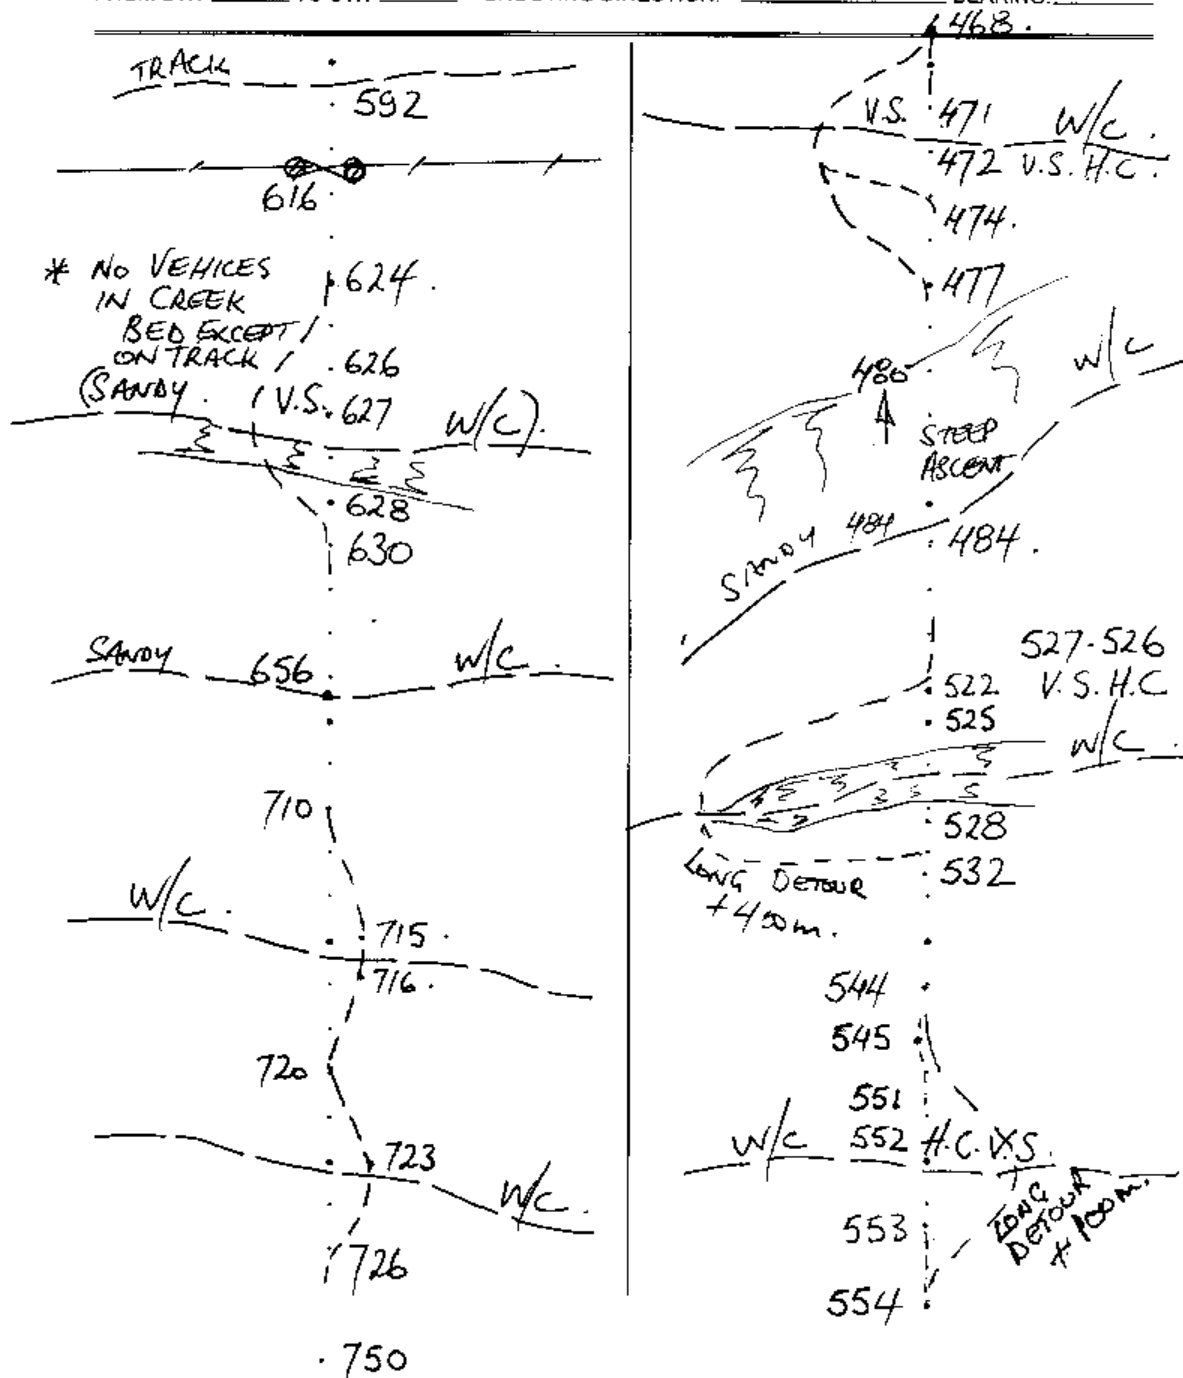 TRACK
592
616
* NO VEHICES
IN CREEK
BED EXCEPT
ON TRACK
(SANDY.
624.
626
V.S. 627
W/C).
628
630
SANDY
656
W/C.
710
W/C.
715.
716.
720
723
W/C.
726
750
468.
V.S. 471
W/C.
472 V.S. H.C.
474.
477
480
W/C
STEEP
ASCENT
SANDY 484
484.
527-526
522 V.S. H.C
525
W/C.
528
LONG DETOUR
+400m.
532
544
545
551
W/C 552 H.C. V.S.
553
LONG
DETOUR
+100m.
554